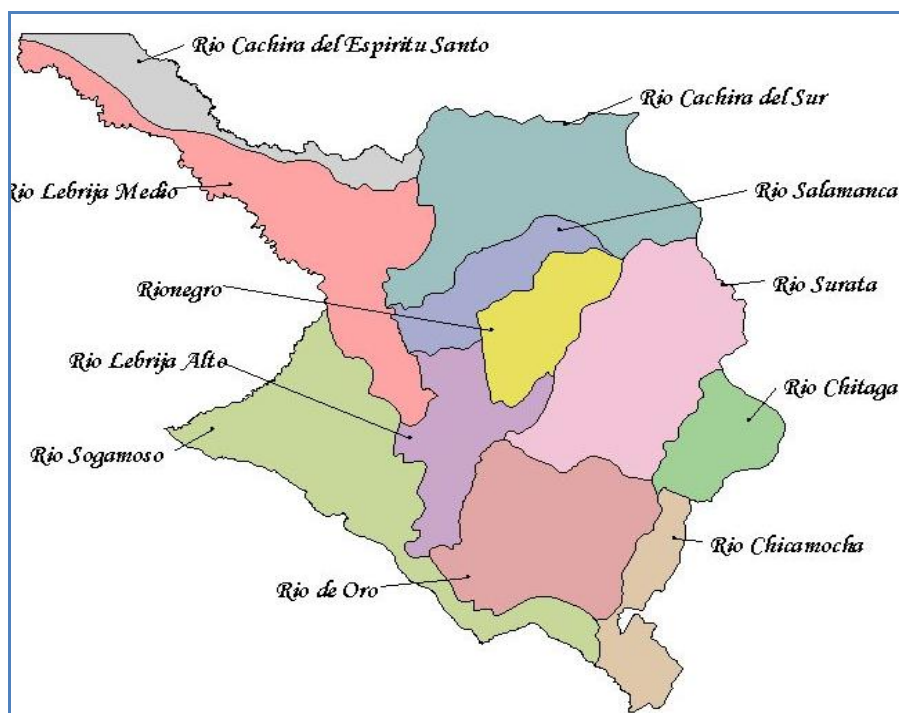 Rio Cachira del Espiritu Santo
Rio Cachira del Sur
Rio Lebrija Medio
Rio Salamanca
Rionegro
Rio Surata
Rio Lebrija Alto
Rio Chitaga
Rio Sogamoso
Rio Chicamocha
Rio de Oro